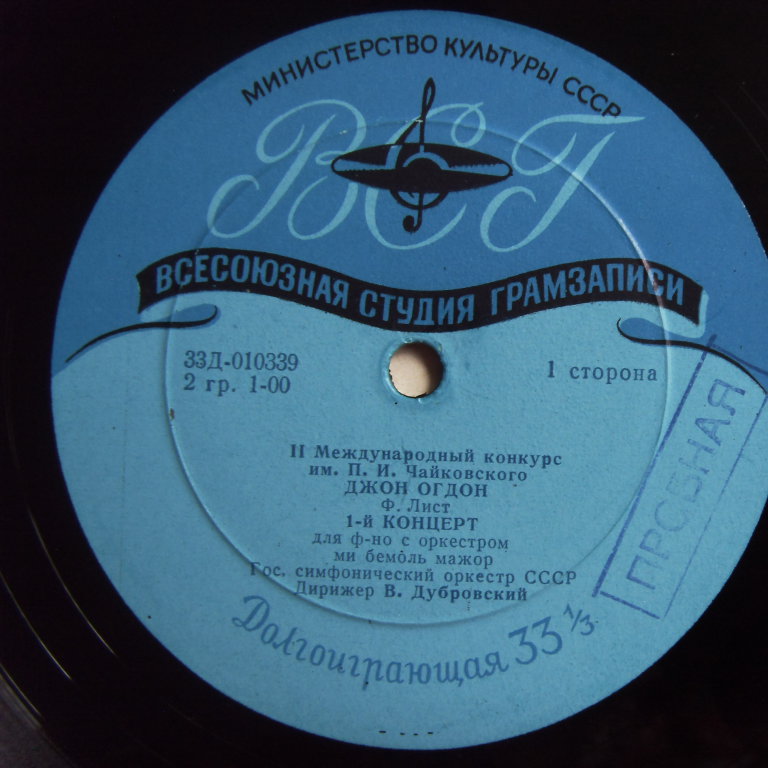 МИНИСТЕРСТВО КУЛЬТУРЫ СССР
ВСГ
ВСЕСОЮЗНАЯ СТУДИЯ ГРАМЗАПИСИ
33Д-010339
2 гр. 1-00
1 сторона
II Международный конкурс
им. П. И. Чайковского
ДЖОН ОГДОН
Ф. Лист
1-й КОНЦЕРТ
для ф-но с оркестром
ми бемоль мажор
Гос. симфонический оркестр СССР
Дирижер В. Дубровский
Долгоиграющая 33 1/3
ПРОБНАЯ